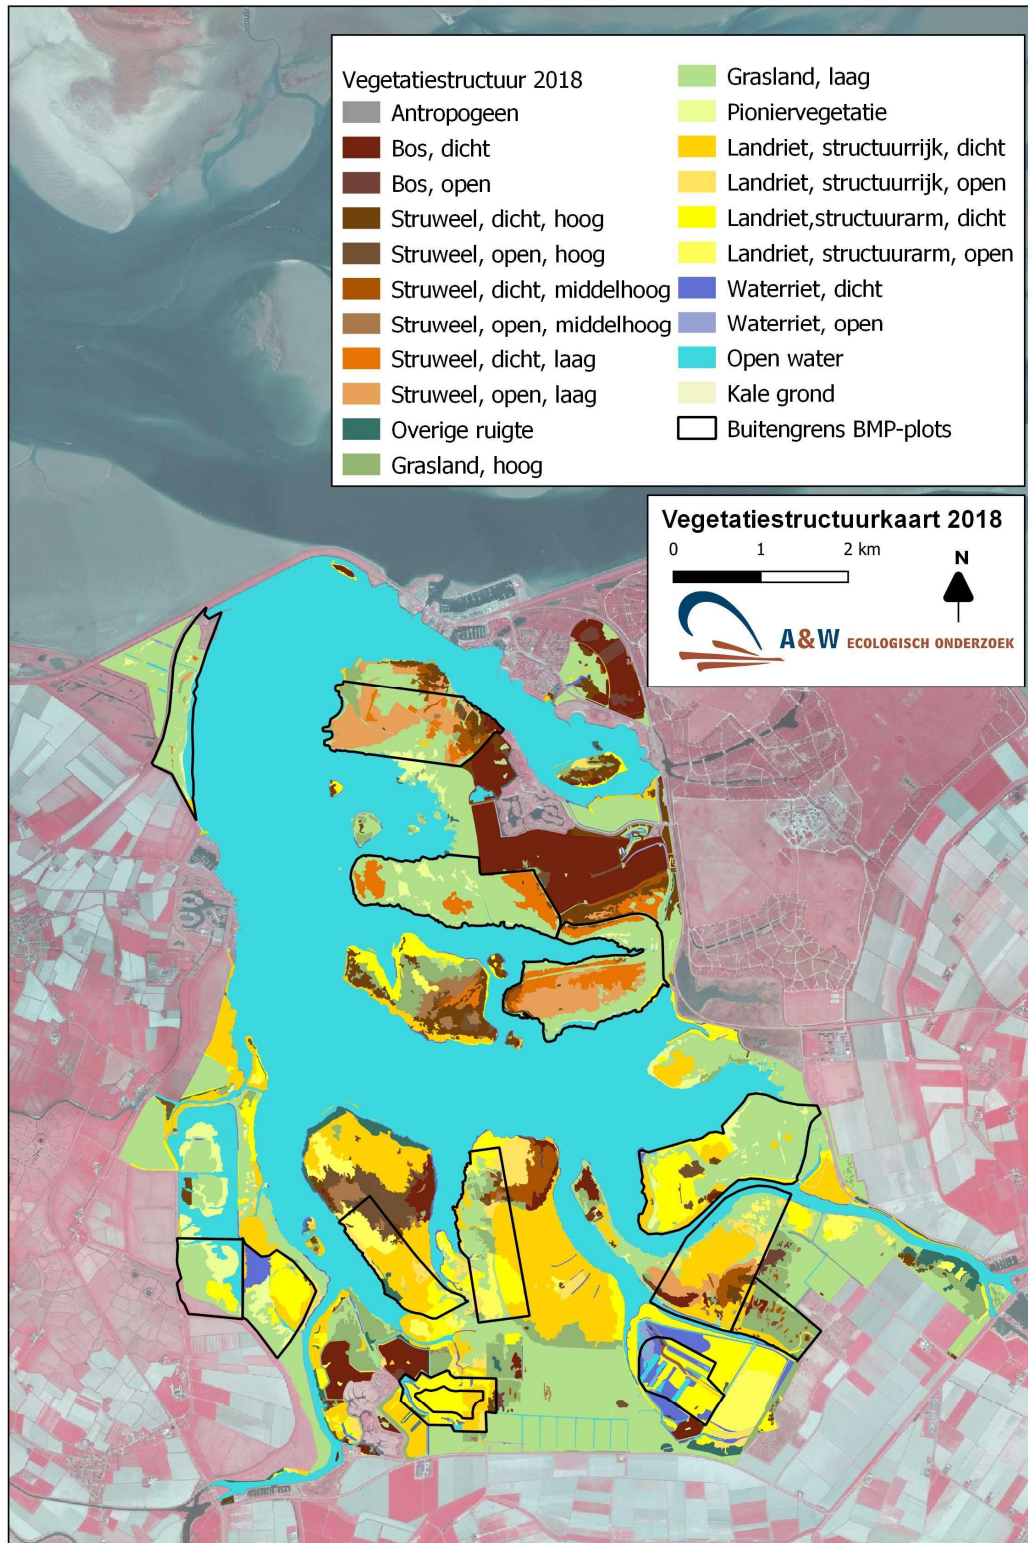 Vegetatiestructuur 2018
Antropogeen
Bos, dicht
Bos, open
Struweel, dicht, hoog
Struweel, open, hoog
Struweel, dicht, middelhoog
Struweel, open, middelhoog
Struweel, dicht, laag
Struweel, open, laag
Overige ruigte
Grasland, hoog
Grasland, laag
Pioniervegetatie
Landriet, structuurrijk, dicht
Landriet, structuurrijk, open
Landriet,structuurarm, dicht
Landriet, structuurarm, open
Waterriet, dicht
Waterriet, open
Open water
Kale grond
Buitengrens BMP-plots
Vegetatiestructuurkaart 2018
0 1 2 km
N
A&W ECOLOGISCH ONDERZOEK